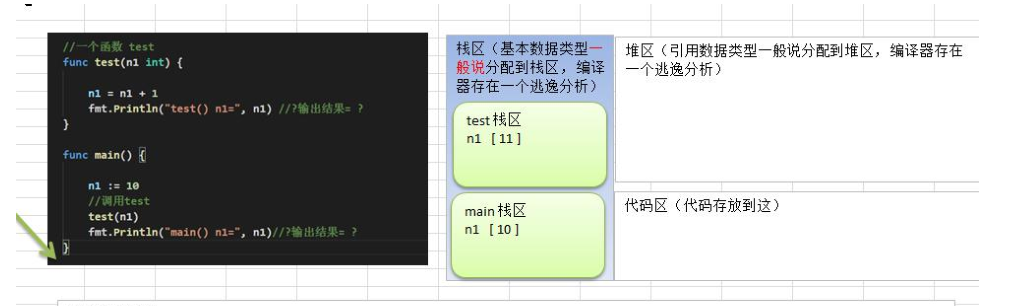 //一个函数 test
func test(n1 int) {
n1 = n1 + 1
fmt.Println("test() n1=", n1) //?输出结果= ?
}
func main() {
n1 := 10
//调用test
test(n1)
fmt.Println("main() n1=", n1)//?输出结果= ?
}
栈区（基本数据类型一
般说分配到栈区，编译
器存在一个逃逸分析）
test 栈区
n1 [ 11 ]
main 栈区
n1 [ 10 ]
堆区（引用数据类型一般说分配到堆区，编译器存在
一个逃逸分析）
代码区（代码存放到这）